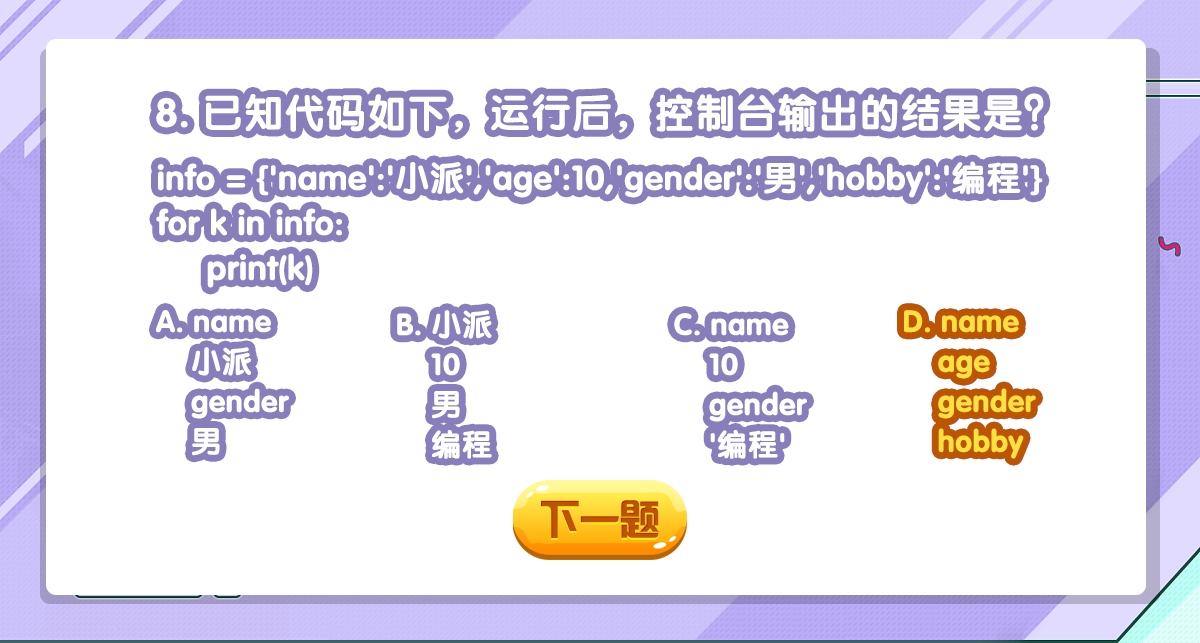 8. 已知代码如下，运行后，控制台输出的结果是？
info = {'name':'小派','age':10,'gender':'男','hobby':'编程'}
for k in info:
print(k)
A. name
小派
gender
男
B. 小派
10
男
编程
C. name
10
gender
'编程'
D. name
age
gender
hobby
下一题